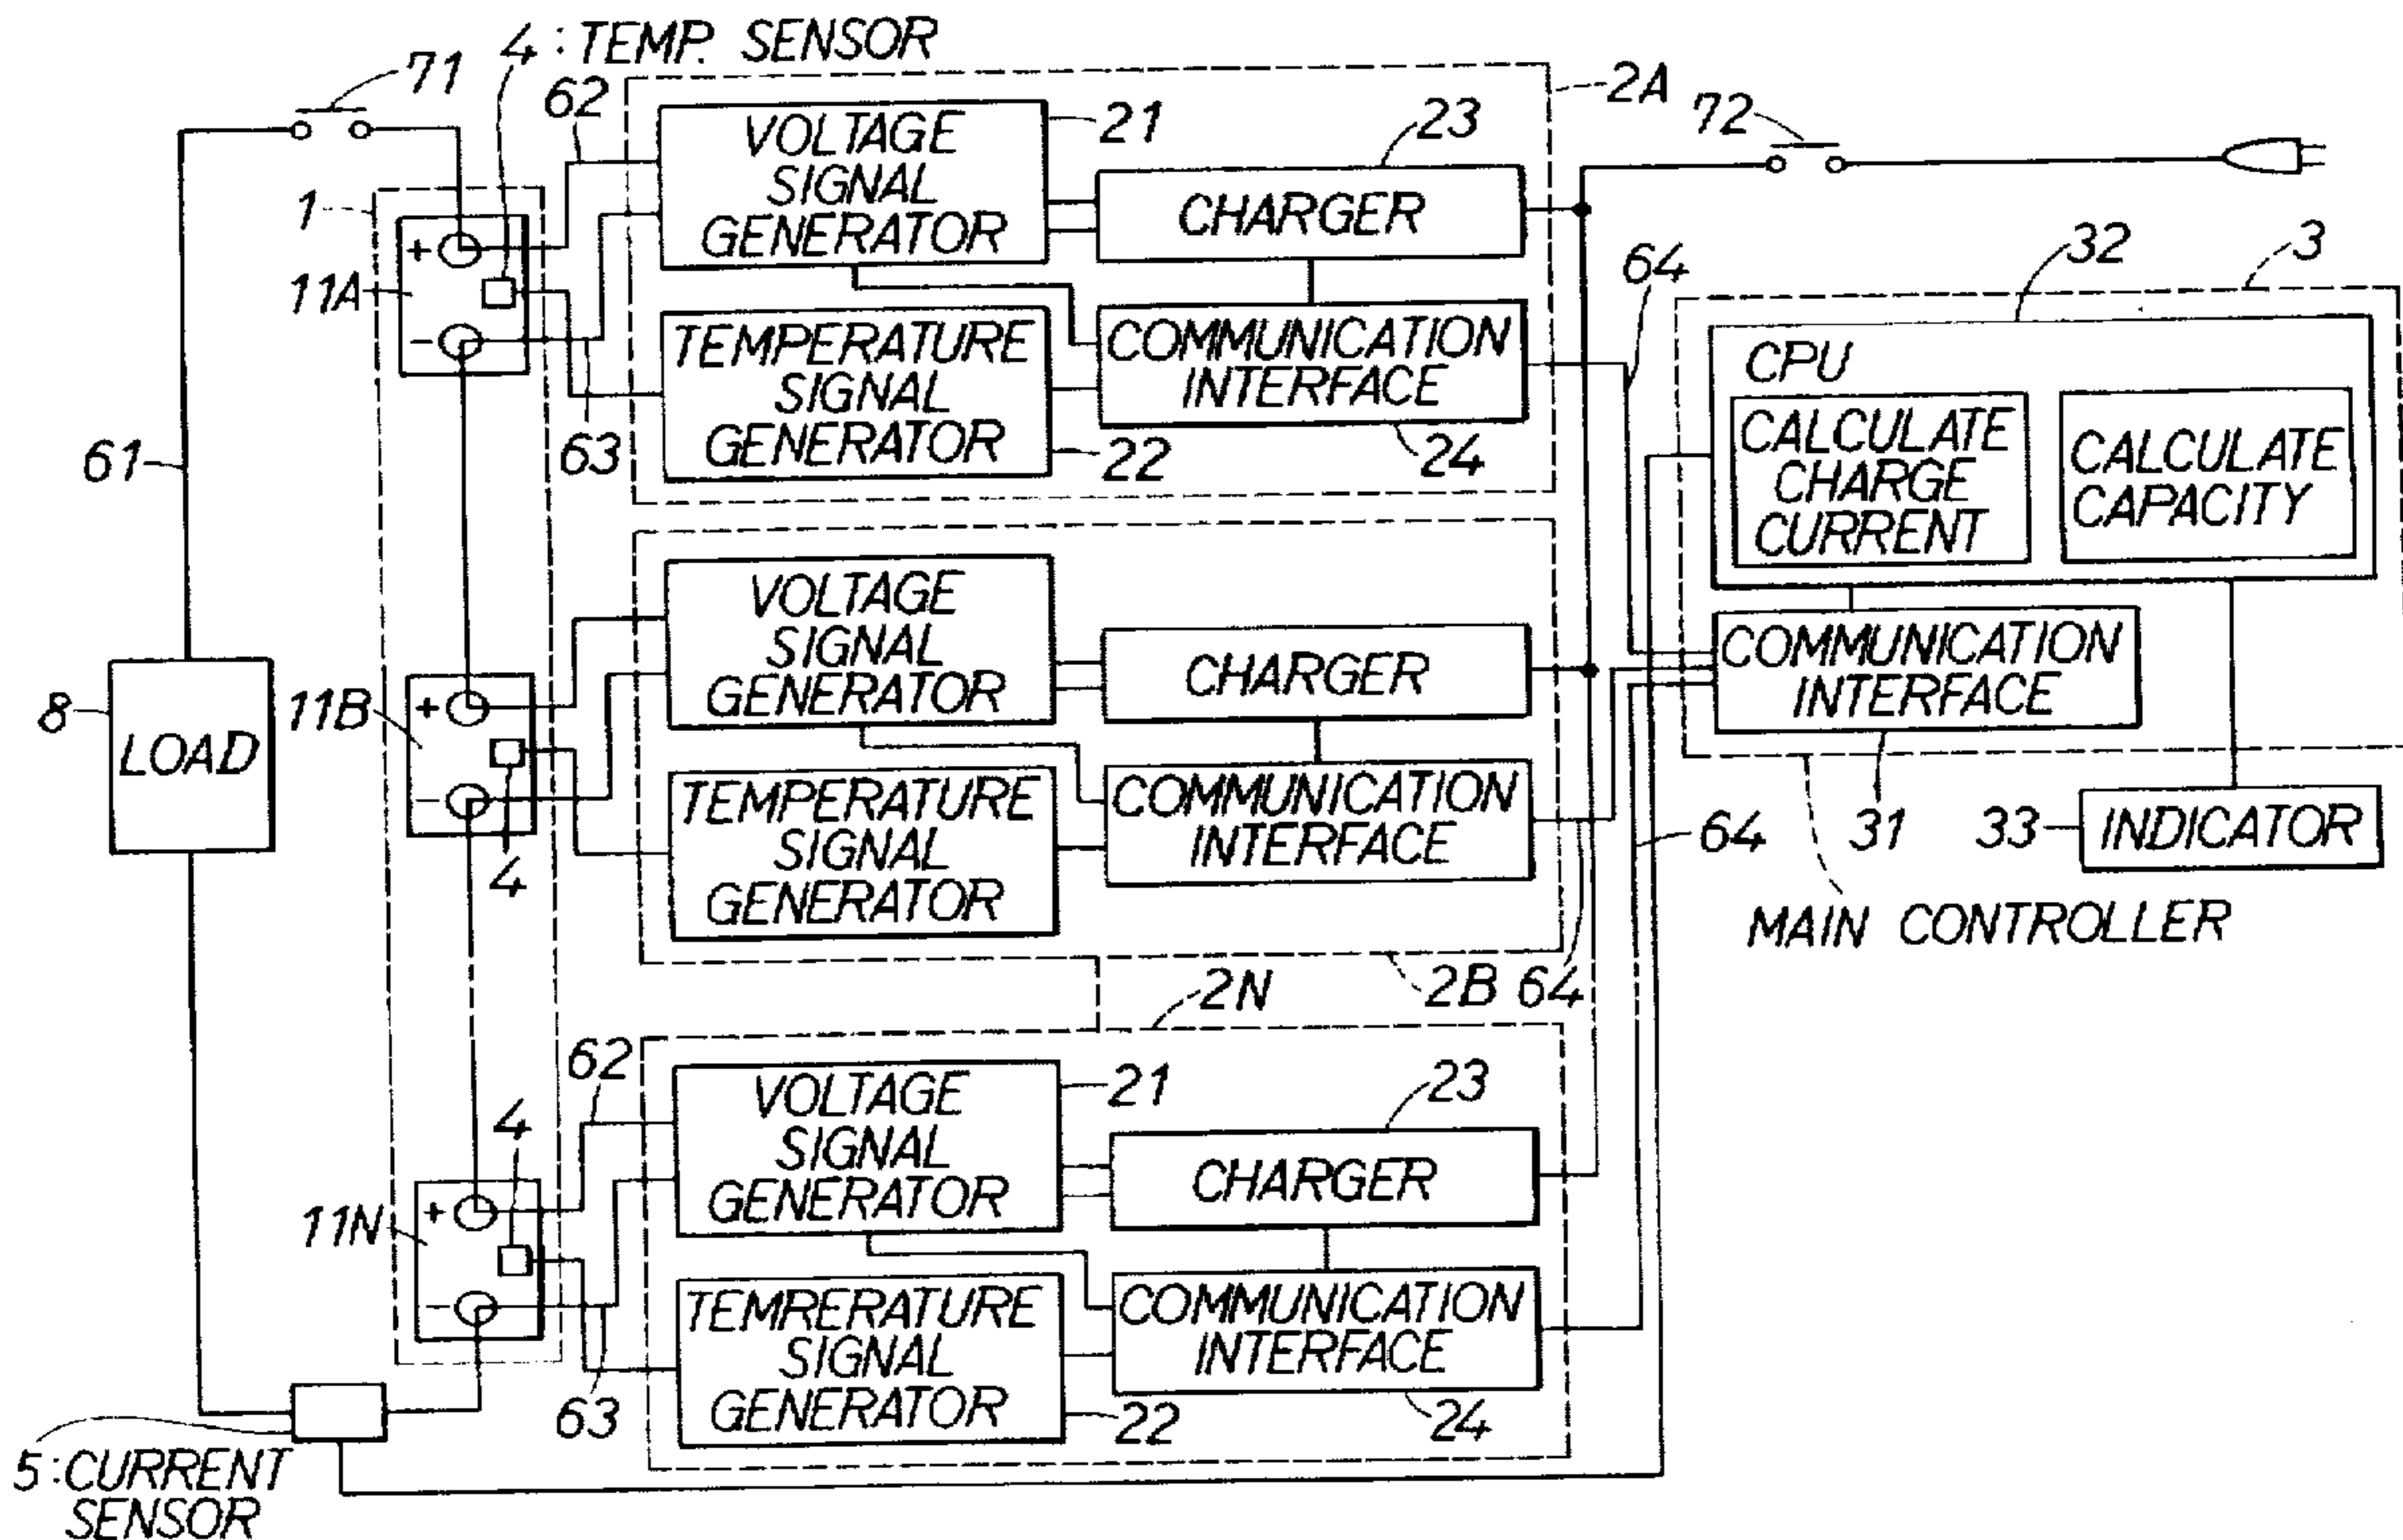 4 : TEMP. SENSOR
71
62
2A
72
1
VOLTAGE
SIGNAL
GENERATOR
21
23
CHARGER
+
11A
-
64
32
3
TEMPERATURE
SIGNAL
GENERATOR
COMMUNICATION
INTERFACE
CPU
CALCULATE
CHARGE
CURRENT
CALCULATE
CAPACITY
61
63
22
24
VOLTAGE
SIGNAL
GENERATOR
CHARGER
COMMUNICATION
INTERFACE
8
LOAD
11B
+
-
4
TEMPERATURE
SIGNAL
GENERATOR
COMMUNICATION
INTERFACE
64
31
33
INDICATOR
MAIN CONTROLLER
2N
2B
64
62
VOLTAGE
SIGNAL
GENERATOR
21
23
CHARGER
4
11N
+
-
TEMRERATURE
SIGNAL
GENERATOR
COMMUNICATION
INTERFACE
63
22
24
5 : CURRENT
SENSOR